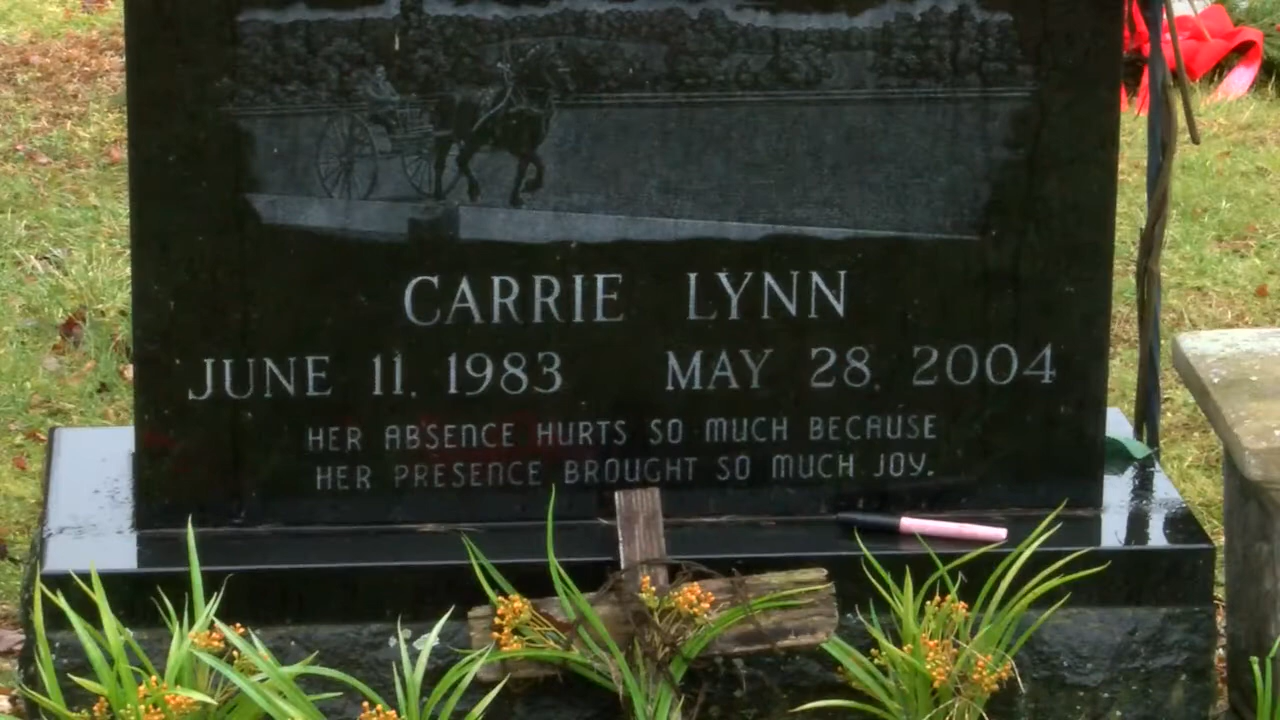 CARRIE LYNN
JUNE 11, 1983 MAY 28, 2004
HER ABSENCE HURTS SO MUCH BECAUSE
HER PRESENCE BROUGHT SO MUCH JOY.